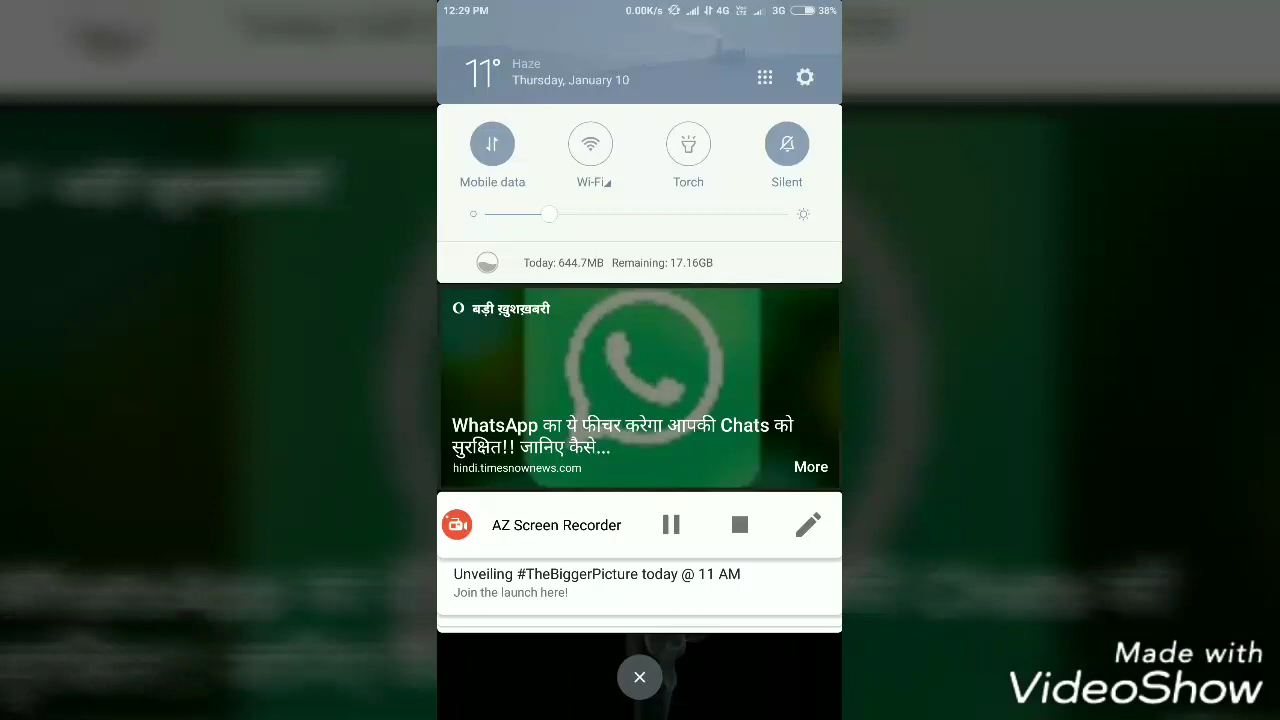 12:29 PM 0.00K/s 4G VoLTE 3G 38%
11° Haze
Thursday, January 10
Mobile data Wi-Fi Torch Silent
Today: 644.7MB Remaining: 17.16GB
बड़ी ख़ुशख़बरी
WhatsApp का ये फीचर करेगा आपकी Chats को
सुरक्षित!! जानिए कैसे...
hindi.timesnownews.com More
AZ Screen Recorder
Unveiling #TheBiggerPicture today @ 11 AM
Join the launch here!
Made with
VideoShow